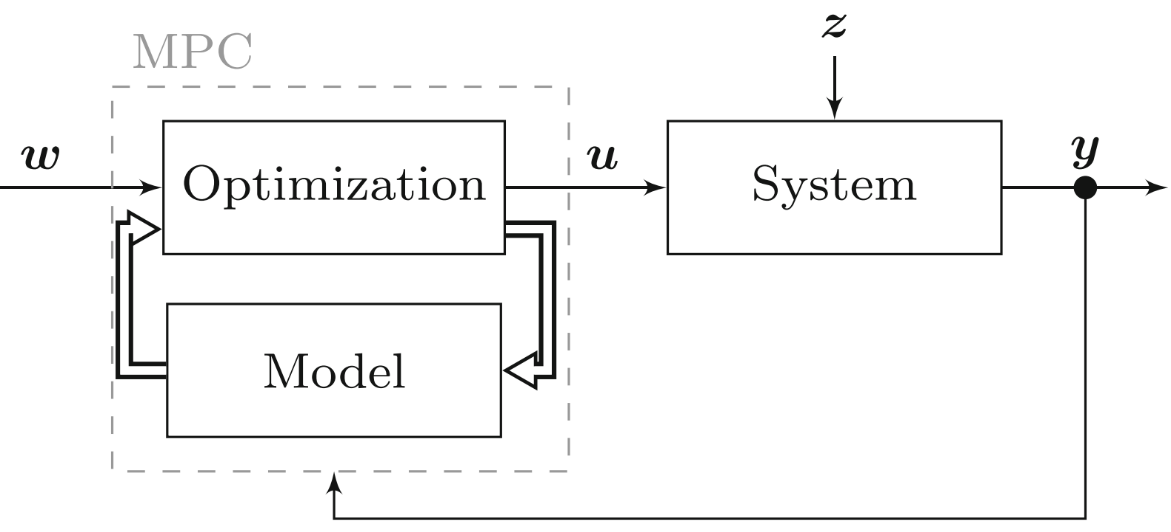 z
MPC
w
Optimization
u
System
y
Model